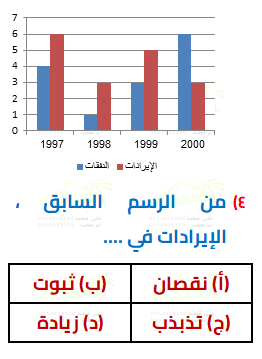 7
6
5
4
3
2
1
0
1997 1998 1999 2000
الإيرادات النفقات
٤) من الرسم السابق ،
الإيرادات في ....
(أ) نقصان (ب) ثبوت
(ج) تذبذب (د) زيادة